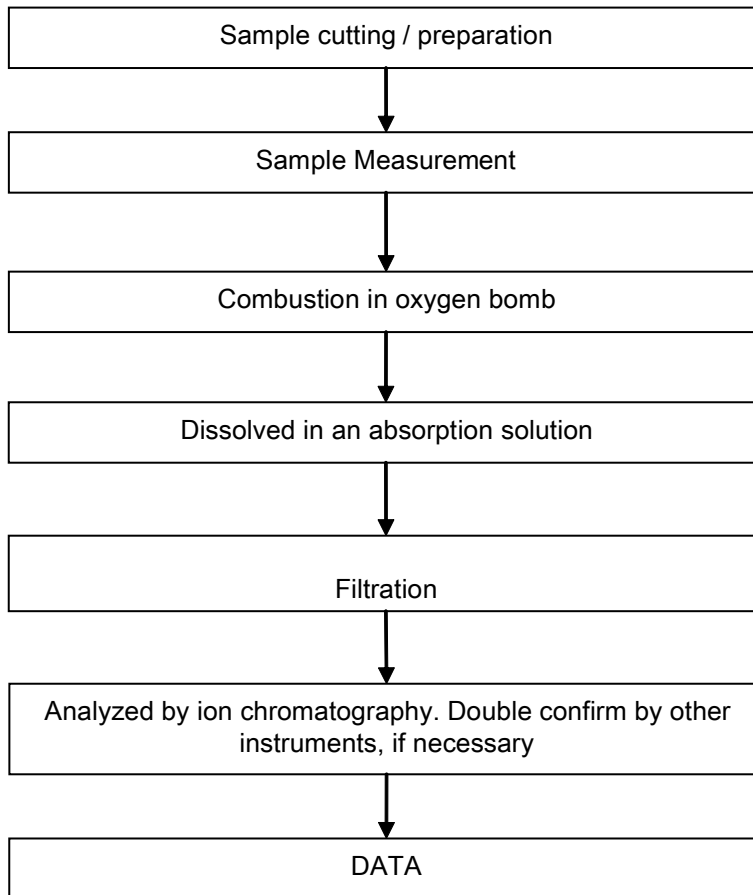 Sample cutting / preparation
Sample Measurement
Combustion in oxygen bomb
Dissolved in an absorption solution
Filtration
Analyzed by ion chromatography. Double confirm by other
instruments, if necessary
DATA